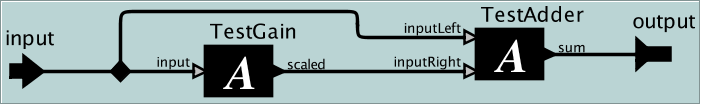 input
TestGain
input
A
scaled
TestAdder
inputLeft
inputRight
A
sum
output